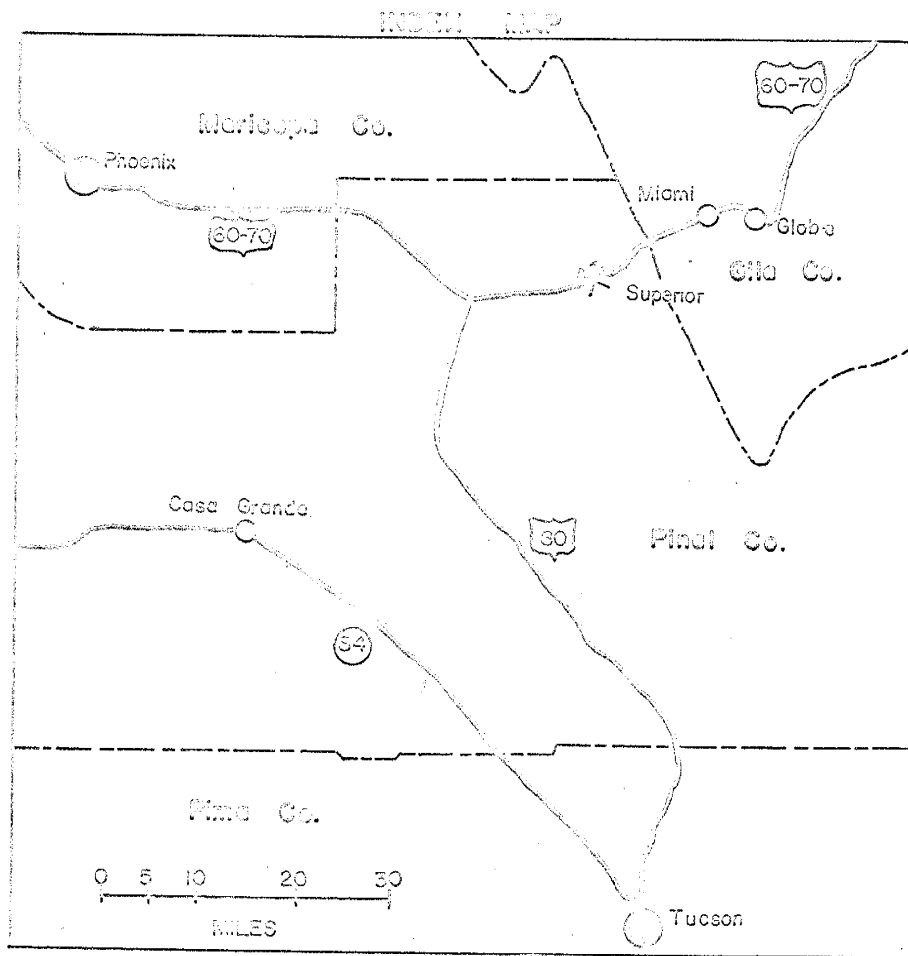 INDEX MAP
60-70
Maricopa Co.
Phoenix
Miami
Globe
60-70
Gila Co.
Superior
Casa Grande
80
Pinal Co.
84
Pima Co.
0 5 10 20 30
MILES
Tucson